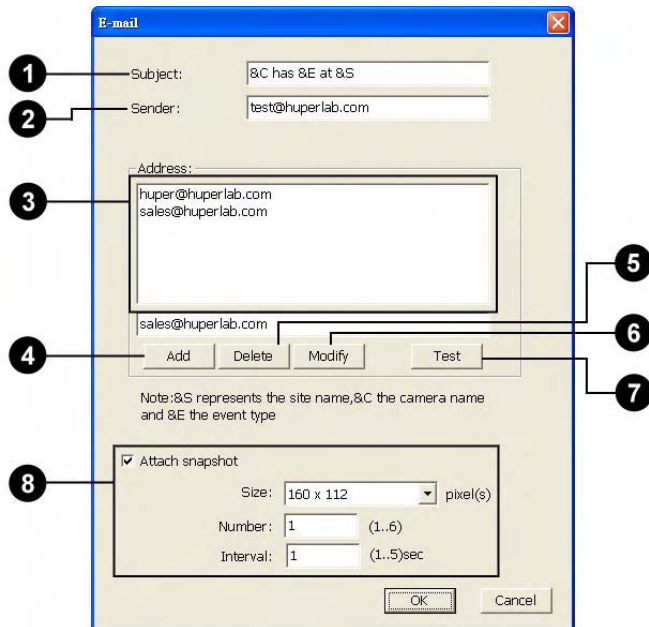 E-mail
1 Subject: &C has &E at &S
2 Sender: test@huperlab.com
Address:
3 huper@huperlab.com
sales@huperlab.com
5
sales@huperlab.com
6
4 Add Delete Modify Test
7
Note:&S represents the site name,&C the camera name
and &E the event type
Attach snapshot
8 Size: 160 x 112 pixel(s)
Number: 1 (1..6)
Interval: 1 (1..5)sec
OK Cancel